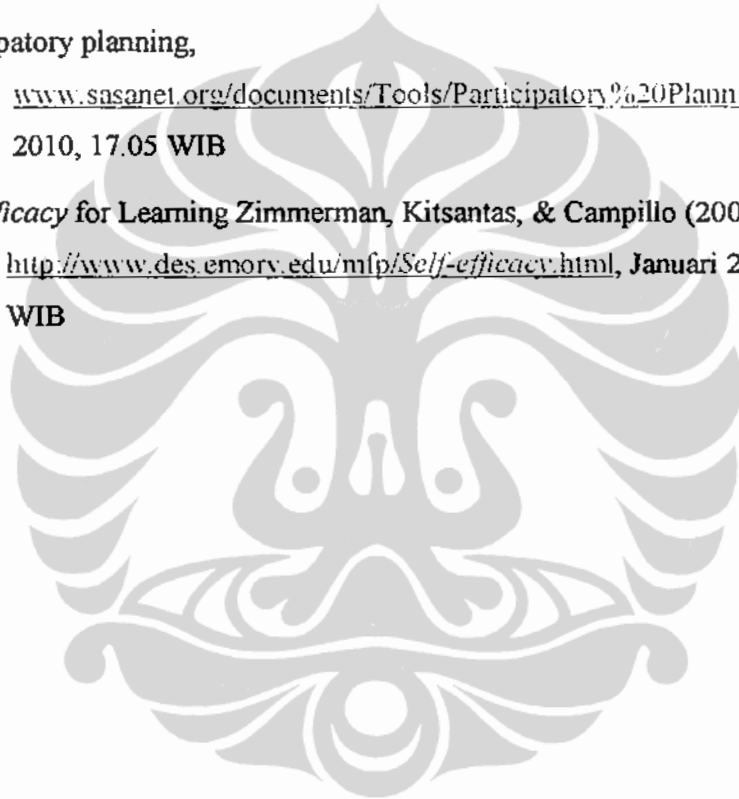 patory planning,
www.sasanet.org/documents/Tools/Participatory%20Plann
2010, 17.05 WIB
ficacy for Learning Zimmerman, Kitsantas, & Campillo (200
http://www.des.emory.edu/mfp/Self-efficacy.html, Januari 2
WIB